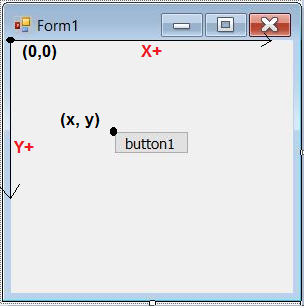 Form1
(0,0)
X+
(x, y)
Y+
button1